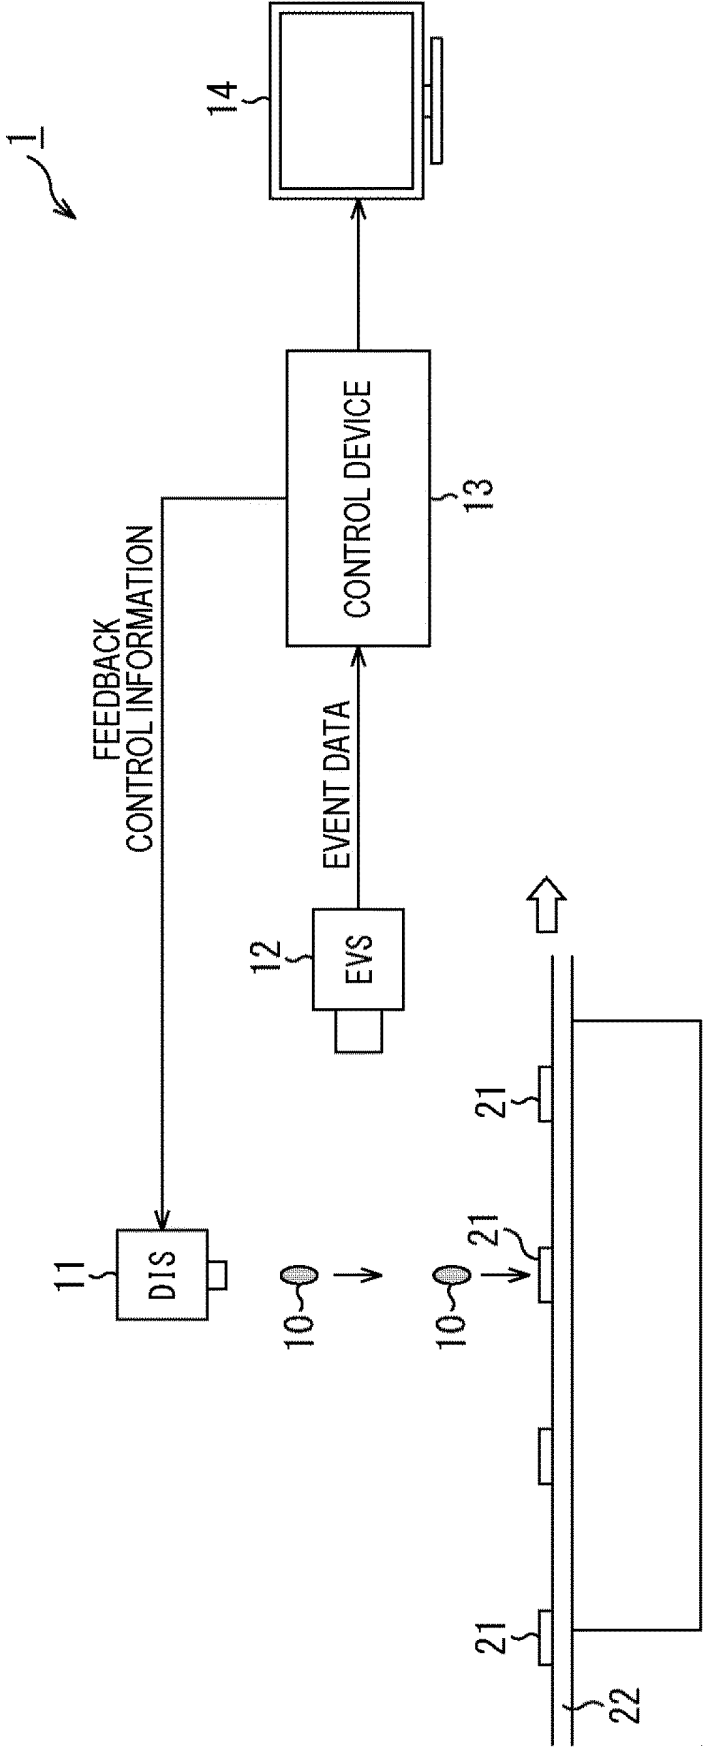 1
14
FEEDBACK
CONTROL INFORMATION
CONTROL DEVICE
13
EVENT DATA
12
EVS
11
DIS
10
10
21
21
21
22